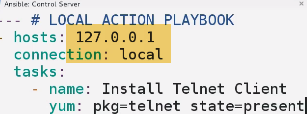 Ansible: Control Server
--- # LOCAL ACTION PLAYBOOK
- hosts: 127.0.0.1
connection: local
tasks:
- name: Install Telnet Client
yum: pkg=telnet state=present